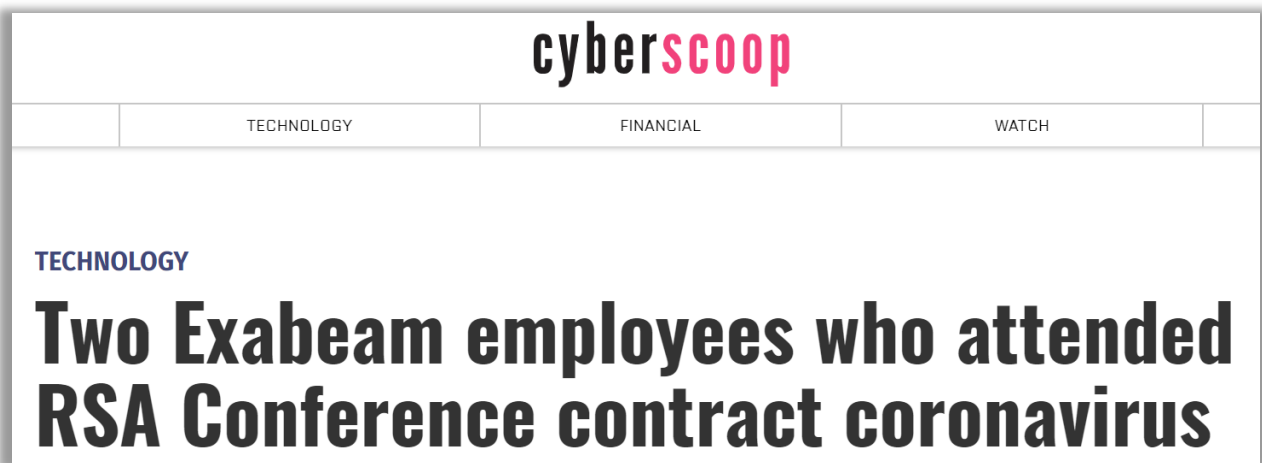 cyberscoop
TECHNOLOGY FINANCIAL WATCH
TECHNOLOGY
Two Exabeam employees who attended
RSA Conference contract coronavirus